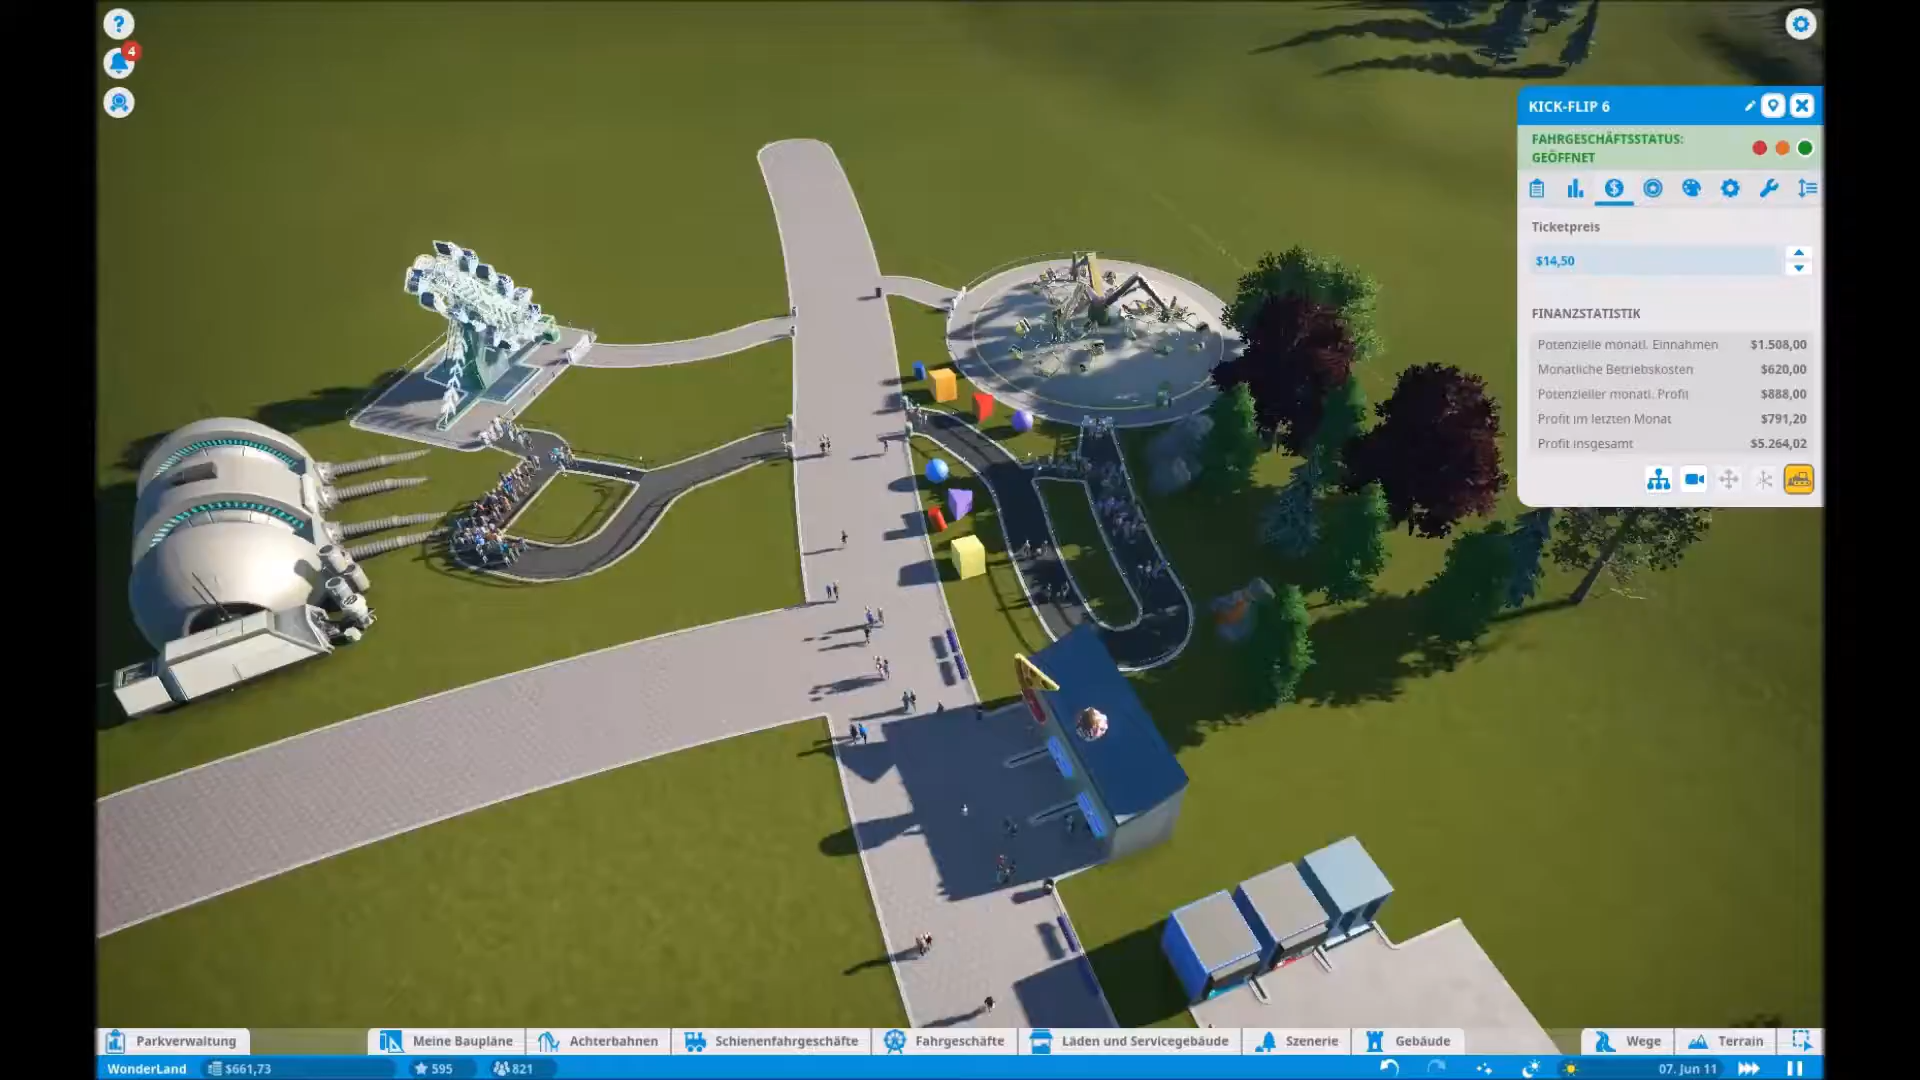 ?
4
KICK-FLIP 6
FAHRGESCHÄFTSSTATUS:
GEÖFFNET
Ticketpreis
$14,50
FINANZSTATISTIK
Potenzielle monatl. Einnahmen $1.508,00
Monatliche Betriebskosten $620,00
Potenzieller monatl. Profit $888,00
Profit im letzten Monat $791,20
Profit insgesamt $5.264,02
Parkverwaltung Meine Baupläne Achterbahnen Schienenfahrgeschäfte Fahrgeschäfte Läden und Servicegebäude Szenerie Gebäude Wege Terrain
WonderLand $661,73 595 821 07. Jun 11